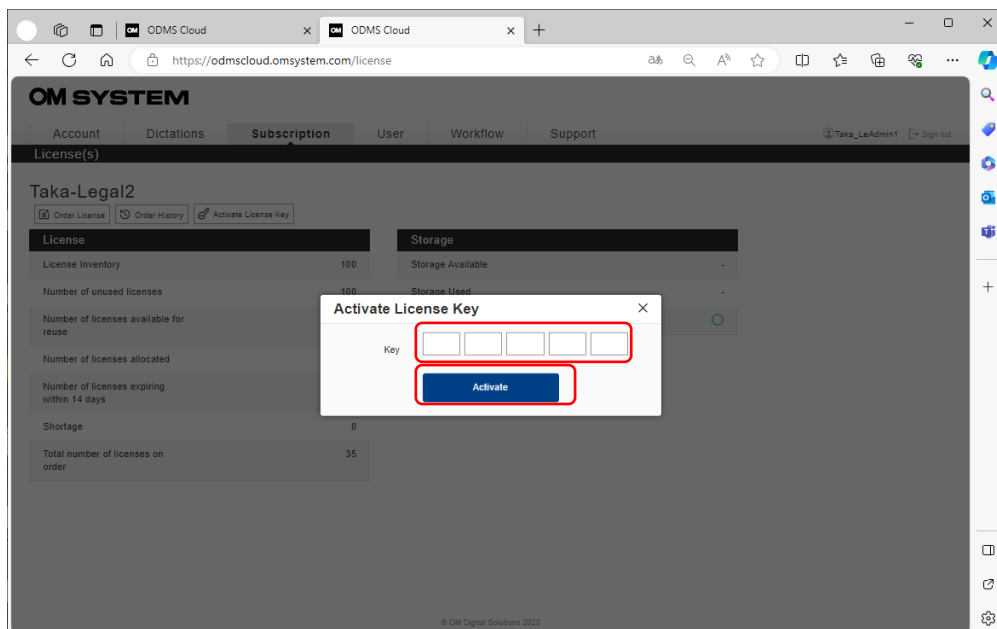 ODMS Cloud
ODMS Cloud
https://odmscloud.omsystem.com/license
OM SYSTEM
Account Dictations Subscription User Workflow Support Taka_LeAdmin1 Sign out
License(s)
Taka-Legal2
Order License Order History Activate License Key
License
License Inventory 100
Number of unused licenses 100
Number of licenses available for
reuse
Number of licenses allocated
Number of licenses expiring
within 14 days
Shortage 0
Total number of licenses on
order 35
Storage
Storage Available -
Storage Used -
Activate License Key
Key
Activate
© OM Digital Solutions 2023